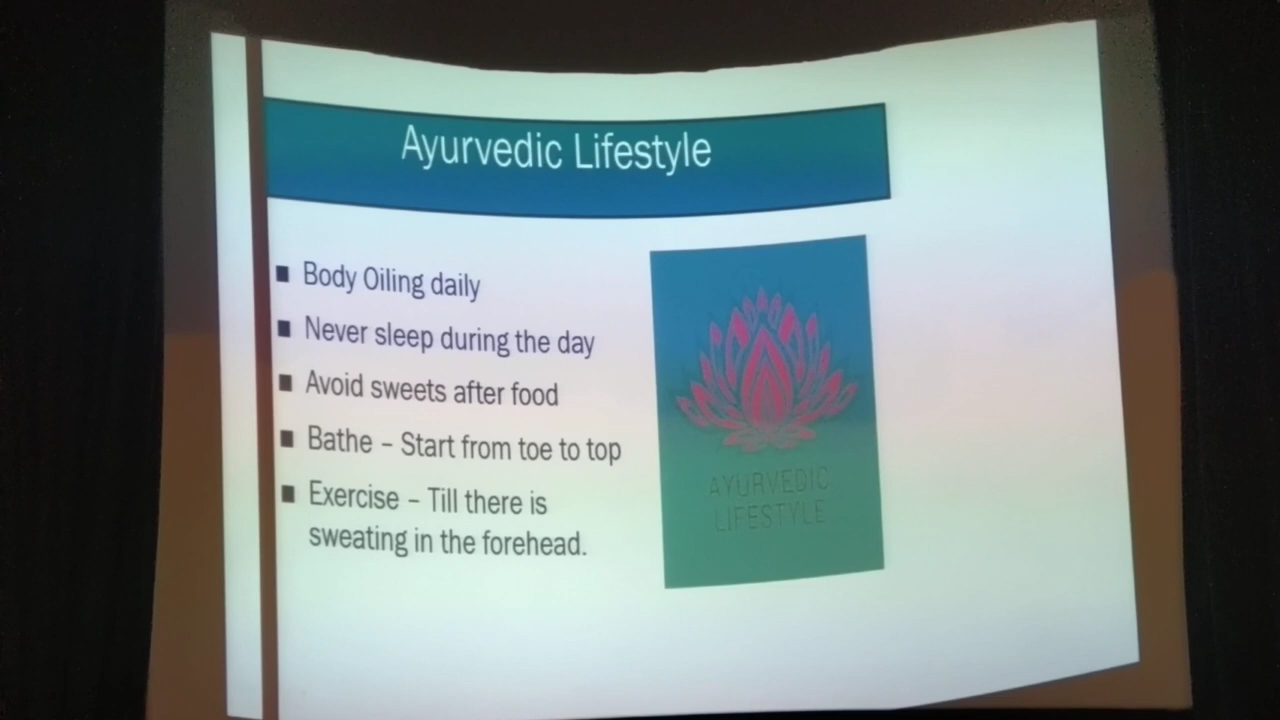 Ayurvedic Lifestyle
■ Body Oiling daily
■ Never sleep during the day
■ Avoid sweets after food
■ Bathe – Start from toe to top
■ Exercise – Till there is
sweating in the forehead.
AYURVEDIC
LIFESTYLE